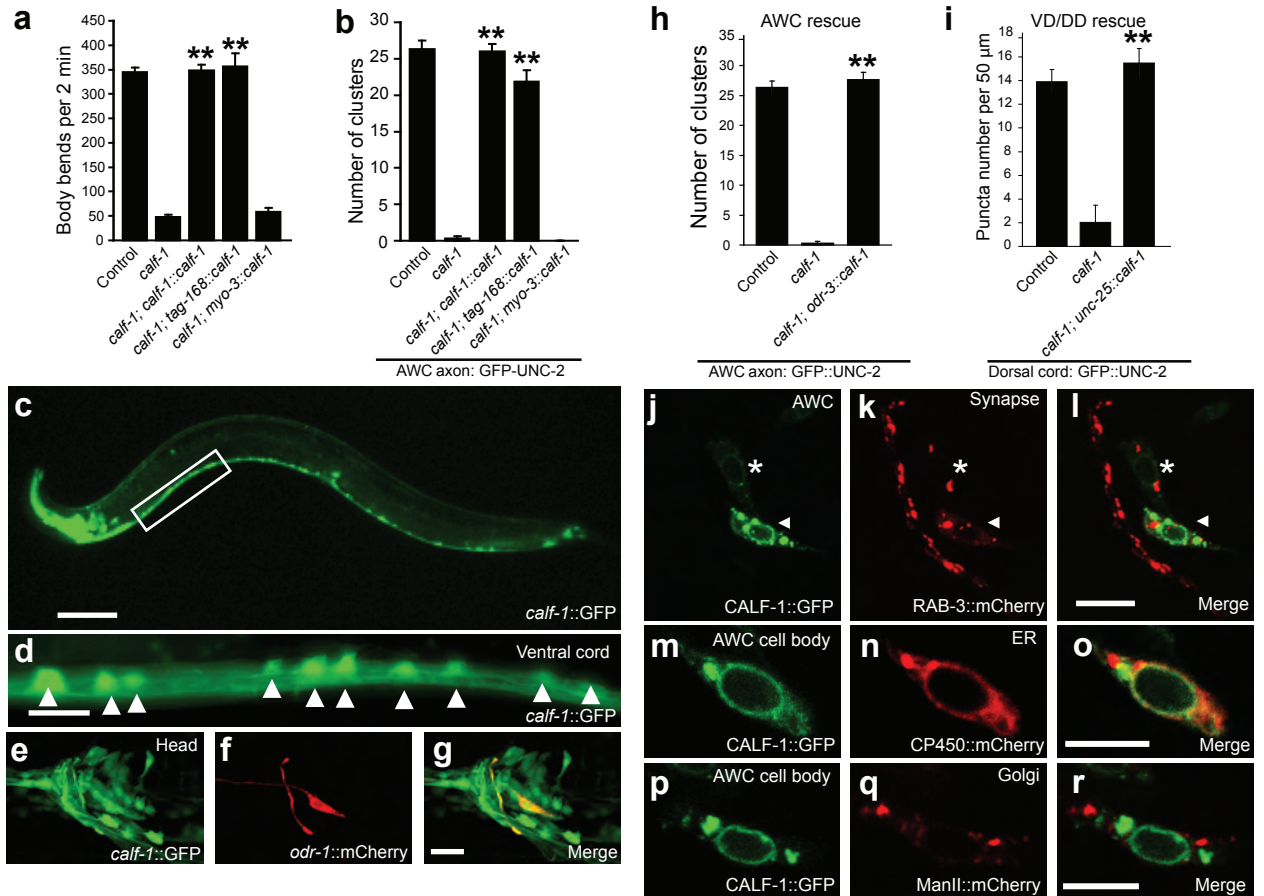 a
450
400
350
300
250
200
150
100
50
0
Body bends per 2 min
**
**
Control
calf-1
calf-1; calf-1::calf-1
calf-1; tag-168::calf-1
calf-1; myo-3::calf-1
b
30
25
20
15
10
5
0
Number of clusters
**
**
Control
calf-1
calf-1; calf-1::calf-1
calf-1; tag-168::calf-1
calf-1; myo-3::calf-1
AWC axon: GFP-UNC-2
h
AWC rescue
35
30
25
20
15
10
5
0
Number of clusters
**
Control
calf-1
calf-1; odr-3::calf-1
AWC axon: GFP::UNC-2
i
VD/DD rescue
18
16
14
12
10
8
6
4
2
0
Puncta number per 50 µm
**
Control
calf-1
calf-1; unc-25::calf-1
Dorsal cord: GFP::UNC-2
c
calf-1::GFP
d
Ventral cord
calf-1::GFP
e
Head
calf-1::GFP
f
odr-1::mCherry
g
Merge
j
AWC
*
CALF-1::GFP
k
Synapse
*
RAB-3::mCherry
l
*
Merge
m
AWC cell body
CALF-1::GFP
n
ER
CP450::mCherry
o
Merge
p
AWC cell body
CALF-1::GFP
q
Golgi
ManII::mCherry
r
Merge